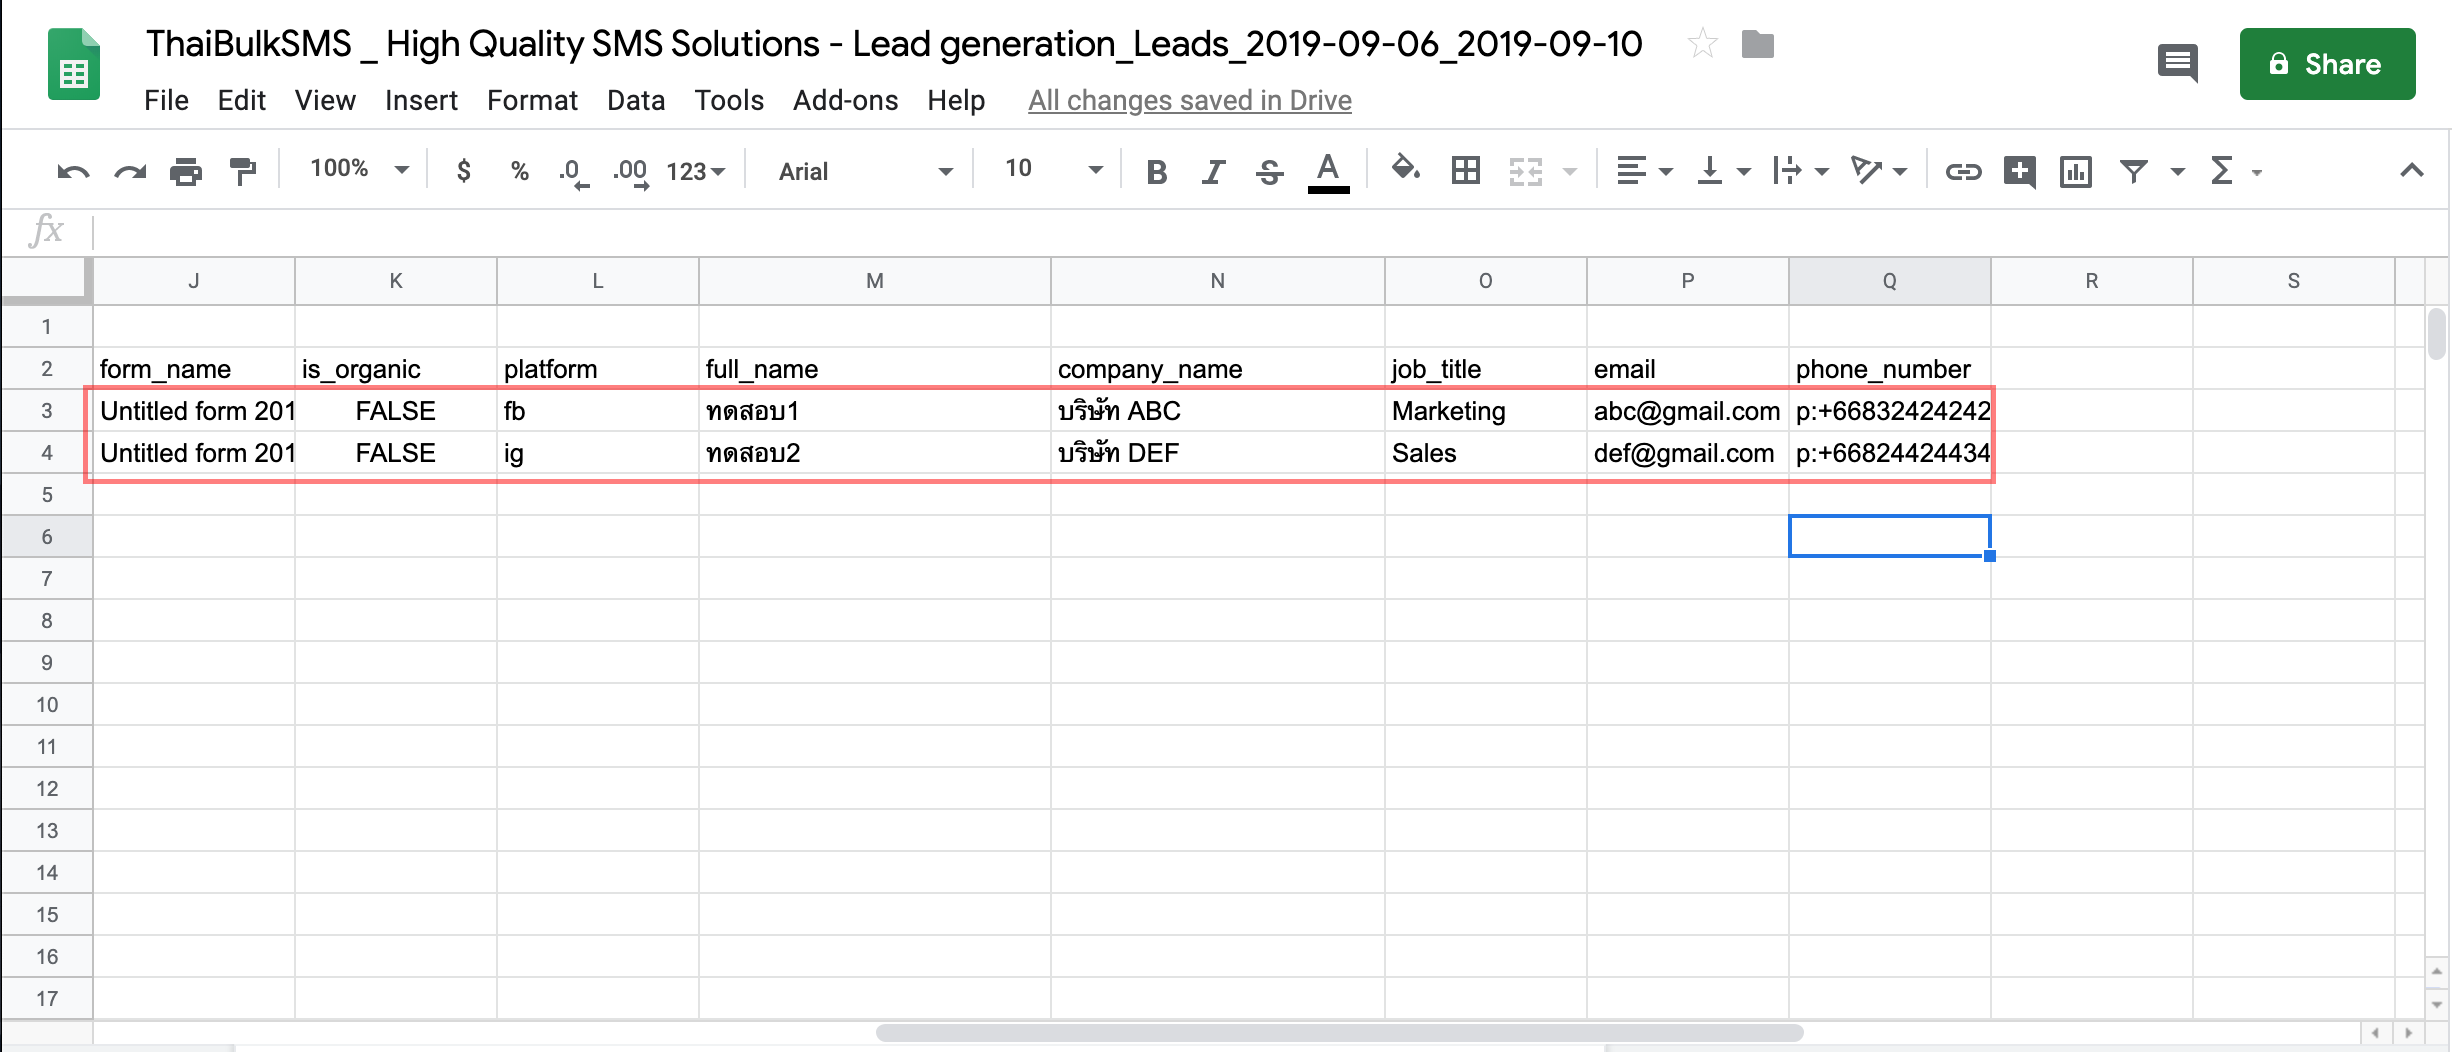 ThaiBulkSMS _ High Quality SMS Solutions - Lead generation_Leads_2019-09-06_2019-09-10
Share
File Edit View Insert Format Data Tools Add-ons Help All changes saved in Drive
100% $ % .0 .00 123 Arial 10 B I S A Σ
fx
J K L M N O P Q R S
1
2 form_name is_organic platform full_name company_name job_title email phone_number
3 Untitled form 201 FALSE fb ทดสอบ1 บริษัท ABC Marketing abc@gmail.com p:+66832424242
4 Untitled form 201 FALSE ig ทดสอบ2 บริษัท DEF Sales def@gmail.com p:+66824424434
5
6
7
8
9
10
11
12
13
14
15
16
17